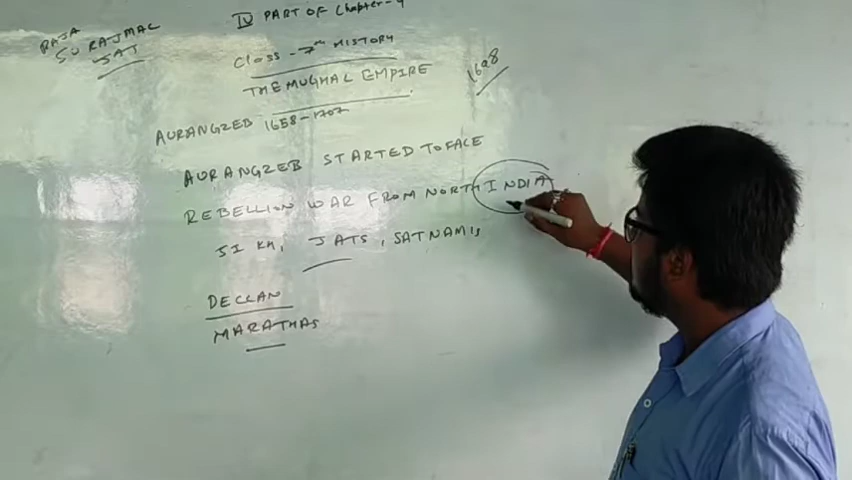 RAJA
SURAJMAL
JAT
IV PART OF Chapter-4
Class - 7th HISTORY
THE MUGHAL EMPIRE
1698
AURANGZEB 1658-1707
AURANGZEB STARTED TO FACE
REBELLION WAR FROM NORTH INDIA
SIKH, JATS, SATNAMIS
DECCAN
MARATHAS